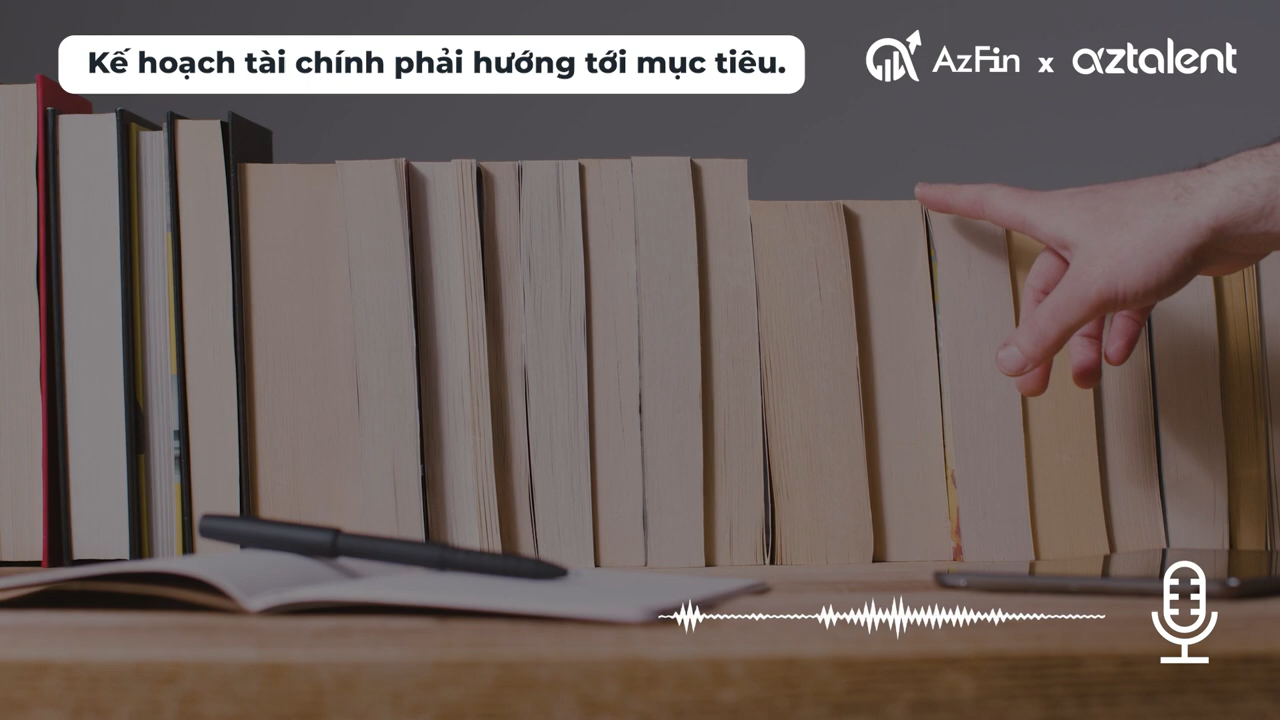 Kế hoạch tài chính phải hướng tới mục tiêu.
AzFin x aztalent